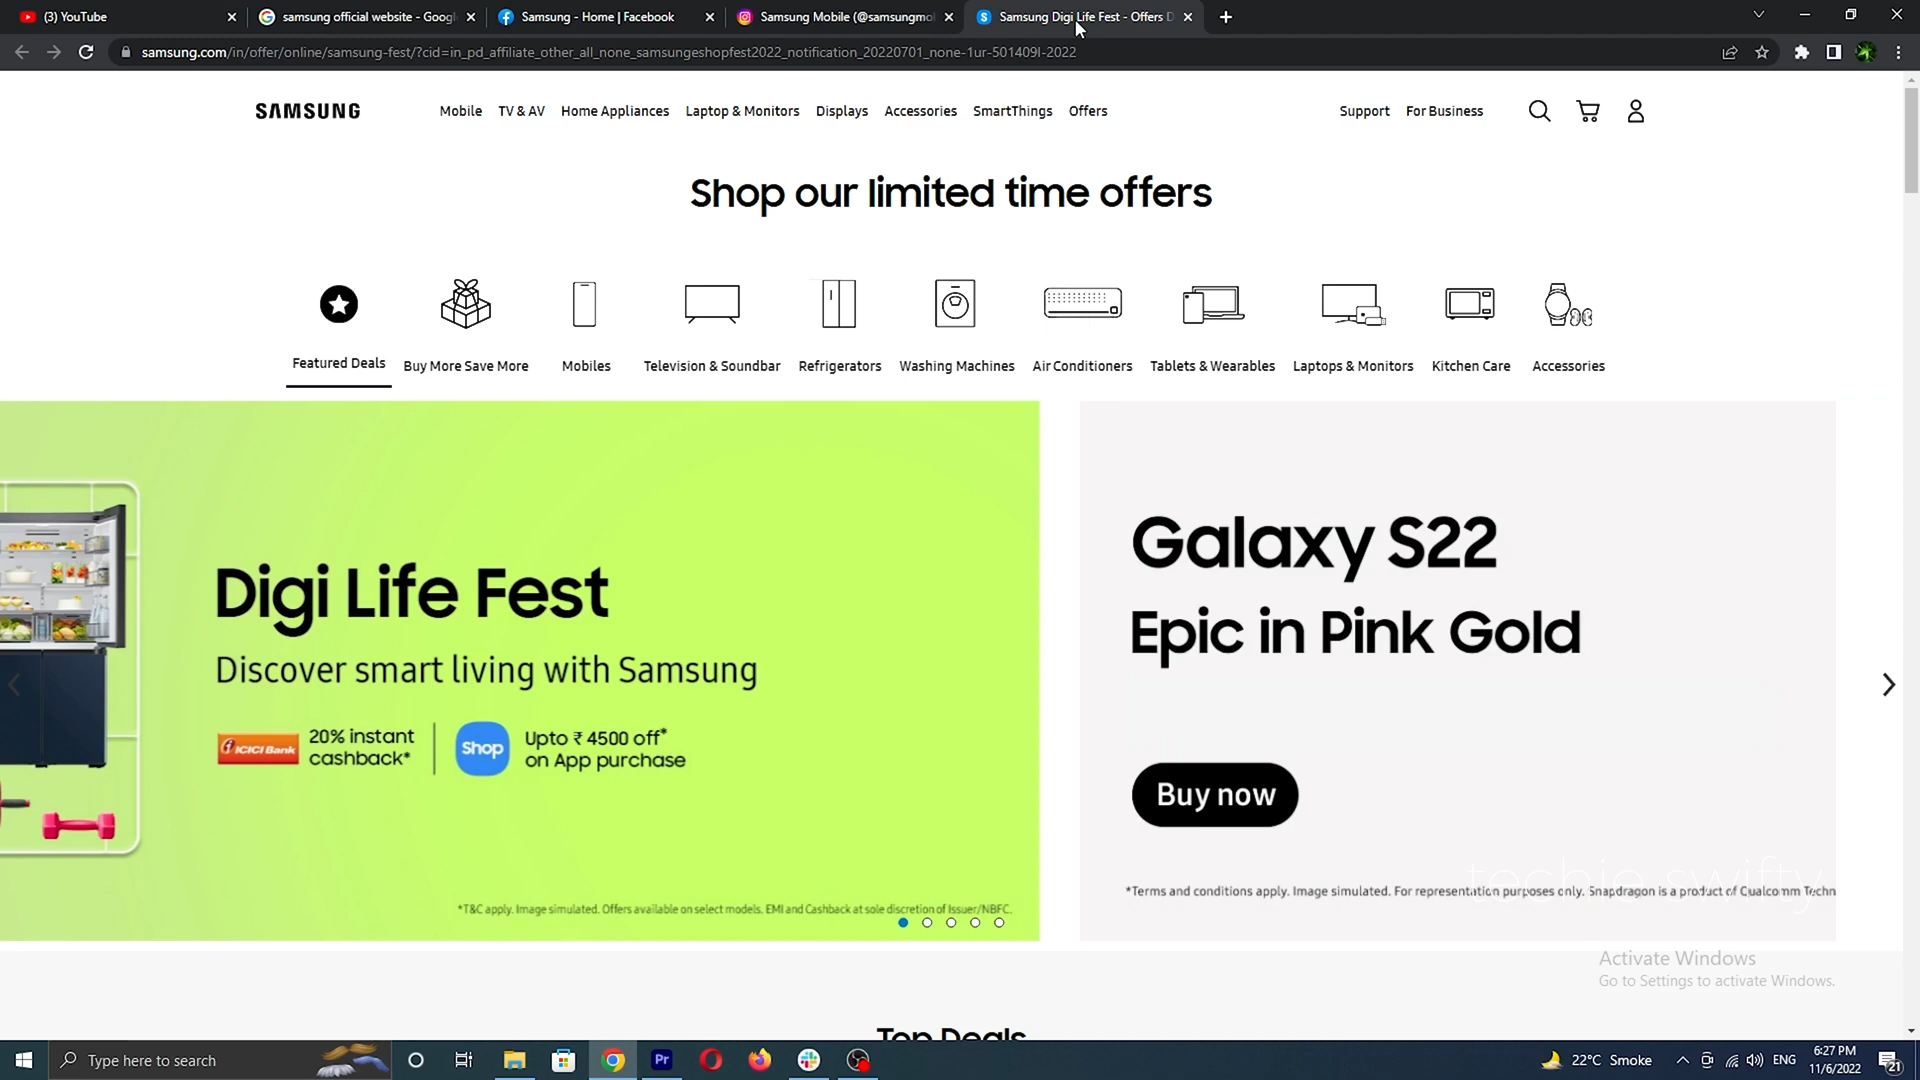 (3) YouTube
samsung official website - Googl
Samsung - Home | Facebook
Samsung Mobile (@samsungmo
Samsung Digi Life Fest - Offers D
samsung.com/in/offer/online/samsung-fest/?cid=in_pd_affiliate_other_all_none_samsungeshopfest2022_notification_20220701_none-1ur-501409l-2022
SAMSUNG
Mobile
TV & AV
Home Appliances
Laptop & Monitors
Displays
Accessories
SmartThings
Offers
Support
For Business
Shop our limited time offers
Featured Deals
Buy More Save More
Mobiles
Television & Soundbar
Refrigerators
Washing Machines
Air Conditioners
Tablets & Wearables
Laptops & Monitors
Kitchen Care
Accessories
Digi Life Fest
Discover smart living with Samsung
ICICI Bank
20% instant
cashback*
Shop
Upto ₹ 4500 off*
on App purchase
*T&C apply. Image simulated. Offers available on select models. EMI and Cashback at sole discretion of Issuer/NBFC.
Galaxy S22
Epic in Pink Gold
Buy now
*Terms and conditions apply. Image simulated. For representation purposes only. Snapdragon is a product of Qualcomm Techn
techie swifty
Activate Windows
Go to Settings to activate Windows.
Top Deals
Type here to search
Pr
22°C Smoke
ENG
6:27 PM
11/6/2022
21